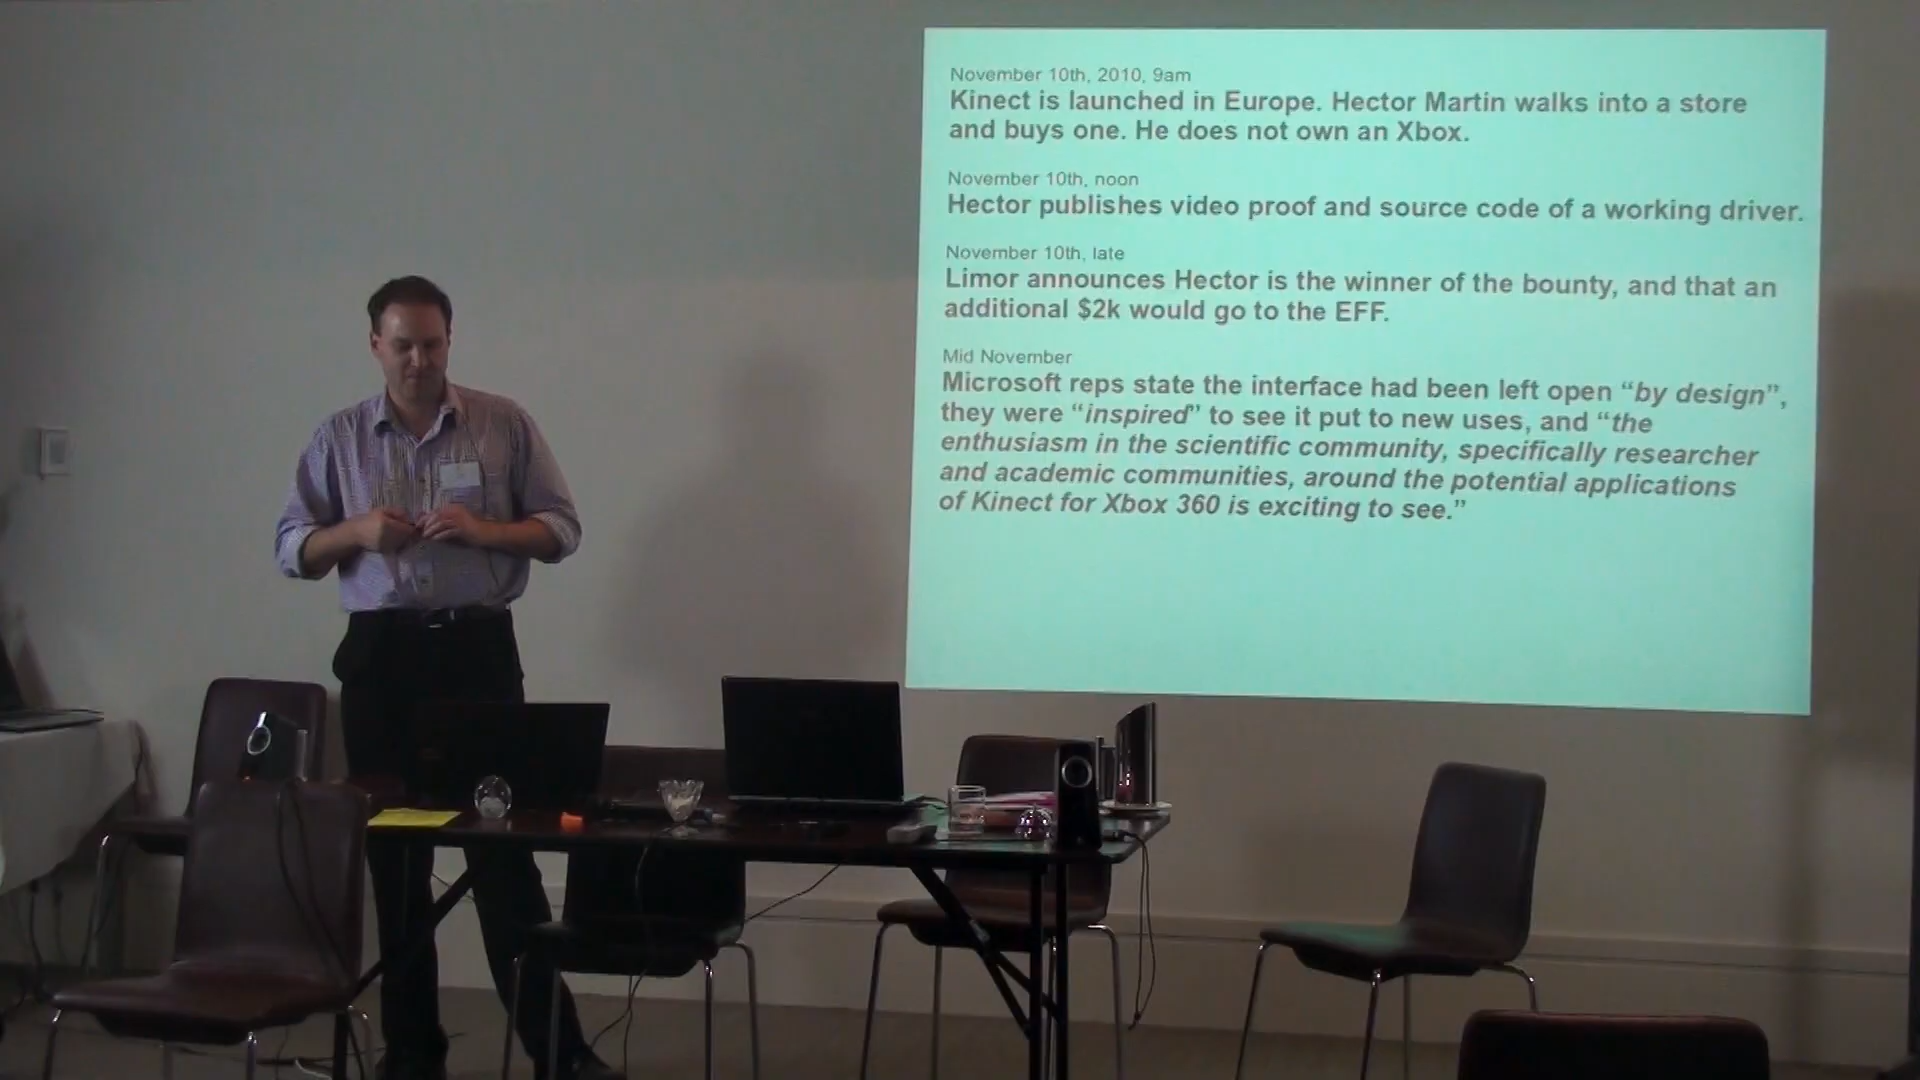 November 10th, 2010, 9am
Kinect is launched in Europe. Hector Martin walks into a store
and buys one. He does not own an Xbox.
November 10th, noon
Hector publishes video proof and source code of a working driver.
November 10th, late
Limor announces Hector is the winner of the bounty, and that an
additional $2k would go to the EFF.
Mid November
Microsoft reps state the interface had been left open “by design”,
they were “inspired” to see it put to new uses, and “the
enthusiasm in the scientific community, specifically researcher
and academic communities, around the potential applications
of Kinect for Xbox 360 is exciting to see.”